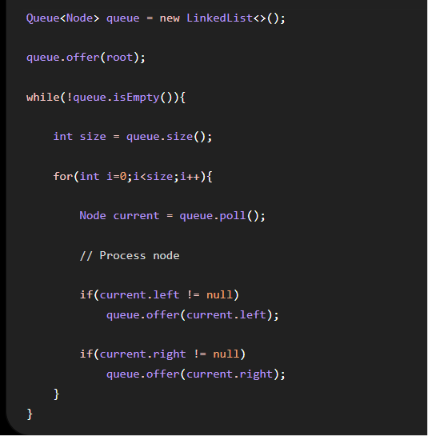 Queue<Node> queue = new LinkedList<>();
queue.offer(root);
while(!queue.isEmpty()){
    int size = queue.size();
    for(int i=0;i<size;i++){
        Node current = queue.poll();
        // Process node
        if(current.left != null)
            queue.offer(current.left);
        if(current.right != null)
            queue.offer(current.right);
    }
}